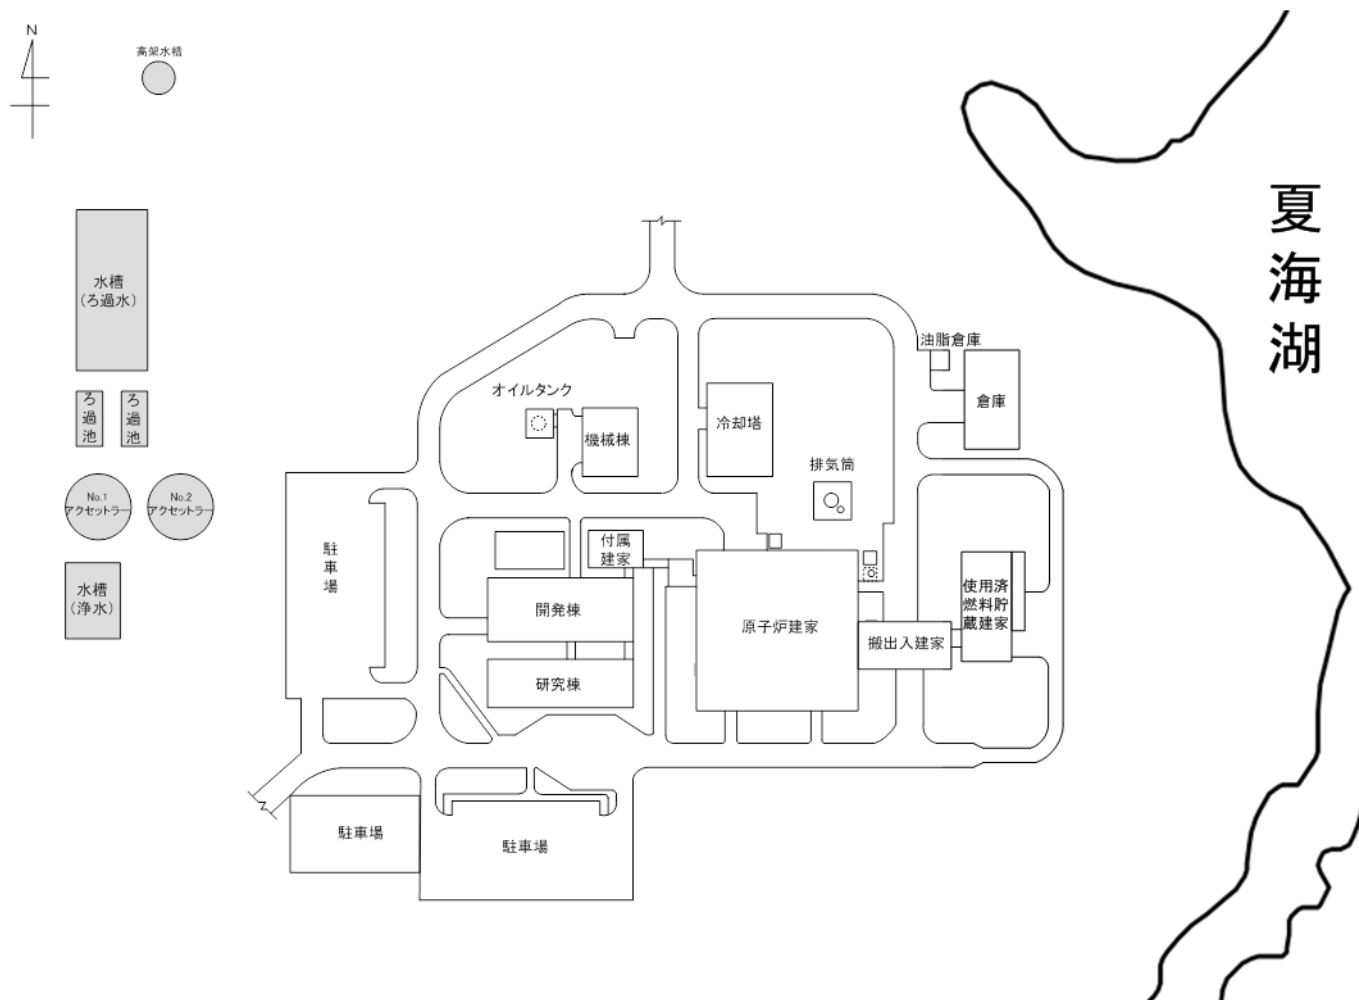 N
高架水槽
夏海湖
水槽
(ろ過水)
油脂倉庫
オイルタンク
ろ過池
ろ過池
倉庫
冷却塔
機械棟
排気筒
No.1
アクセットラー
No.2
アクセットラー
付属
建家
駐車場
使用済
燃料貯
蔵建家
水槽
(浄水)
開発棟
原子炉建家
搬出入建家
研究棟
駐車場
駐車場